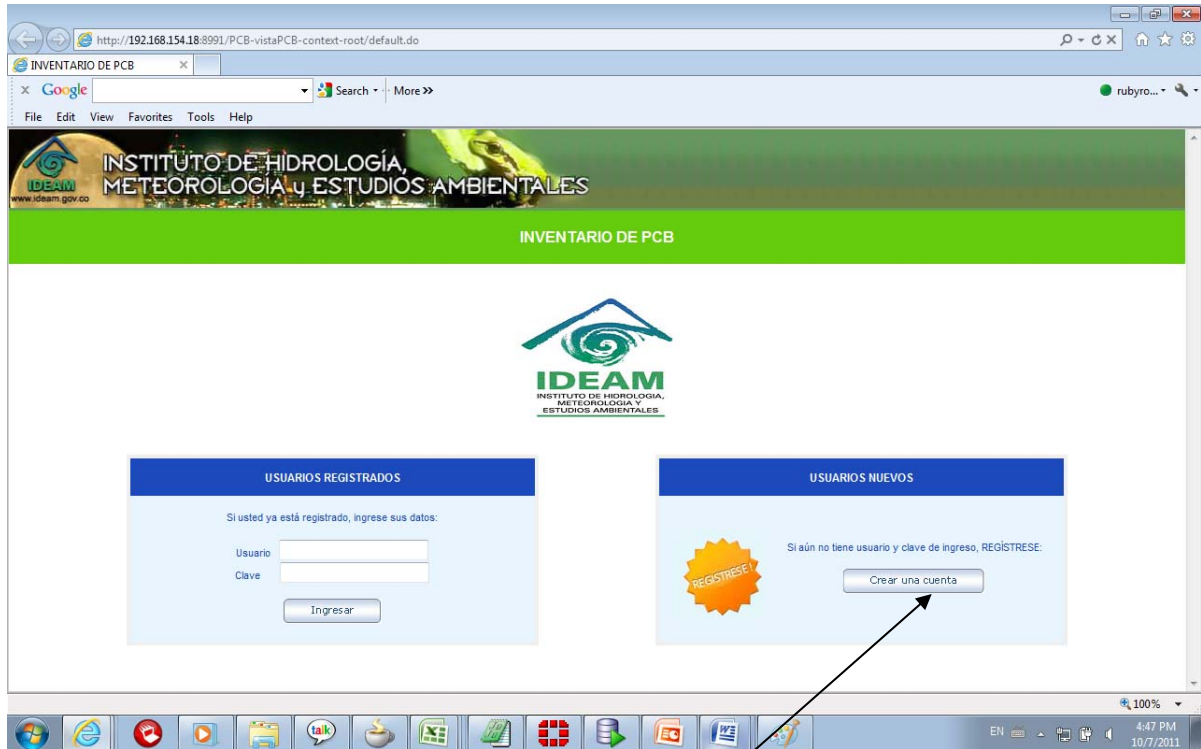 http://192.168.154.18:8991/PCB-vistaPCB-context-root/default.do
INVENTARIO DE PCB
Google
Search
More >>
rubyro...
File Edit View Favorites Tools Help
INSTITUTO DE HIDROLOGÍA,
METEOROLOGÍA y ESTUDIOS AMBIENTALES
IDEAM
www.ideam.gov.co
INVENTARIO DE PCB
IDEAM
INSTITUTO DE HIDROLOGIA,
METEOROLOGIA Y
ESTUDIOS AMBIENTALES
USUARIOS REGISTRADOS
Si usted ya está registrado, ingrese sus datos:
Usuario
Clave
Ingresar
USUARIOS NUEVOS
REGISTRESE !
Si aún no tiene usuario y clave de ingreso, REGÍSTRESE:
Crear una cuenta
100%
talk
EN
4:47 PM
10/7/2011